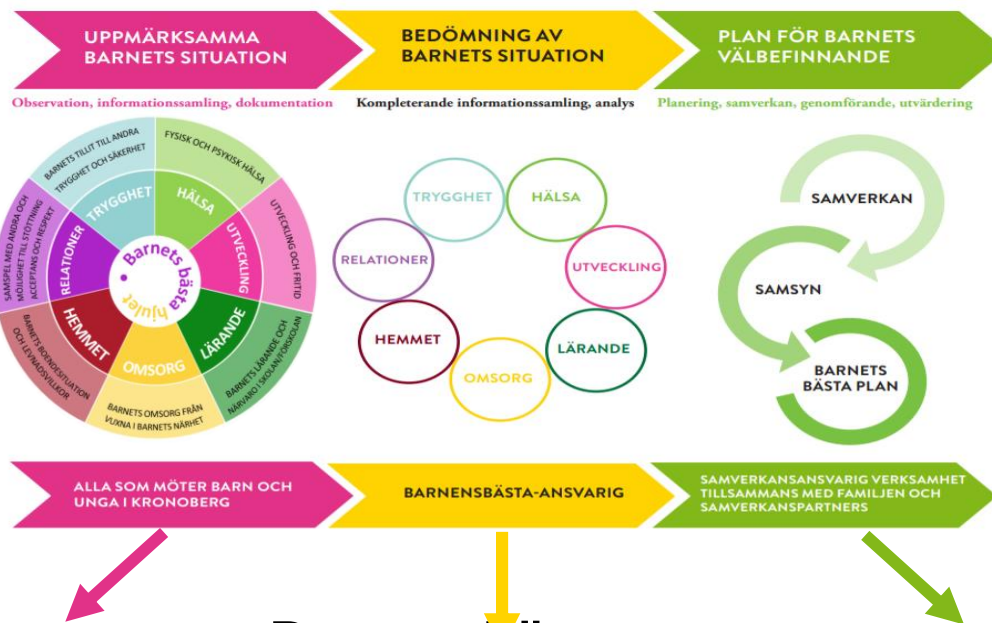 UPPMÄRKSAMMA
BARNETS SITUATION
BEDÖMNING AV
BARNETS SITUATION
PLAN FÖR BARNETS
VÄLBEFINNANDE
Observation, informationssamling, dokumentation
Kompleterande informationssamling, analys
Planering, samverkan, genomförande, utvärdering
BARNETS TILLIT TILL ANDRA
TRYGGHET OCH SÄKERHET
FYSISK OCH PSYKISK HÄLSA
UTVECKLING OCH FRITID
BARNETS LÄRANDE OCH
NÄRVARO I SKOLAN/FÖRSKOLAN
BARNETS OMSORG FRÅN
VUXNA I BARNETS NÄRHET
BARNETS BOENDESITUATION
OCH LEVNADSVILLKOR
SAMSPEL MED ANDRA OCH
MÖJLIGHET TILL STÖTTNING
ACCEPTANS OCH RESPEKT
TRYGGHET
HÄLSA
UTVECKLING
LÄRANDE
OMSORG
HEMMET
RELATIONER
• Barnets bästa
hjulet
TRYGGHET
HÄLSA
RELATIONER
UTVECKLING
HEMMET
LÄRANDE
OMSORG
SAMVERKAN
SAMSYN
BARNETS
BÄSTA PLAN
ALLA SOM MÖTER BARN OCH
UNGA I KRONOBERG
BARNENSBÄSTA-ANSVARIG
SAMVERKANSANSVARIG VERKSAMHET
TILLSAMMANS MED FAMILJEN OCH
SAMVERKANSPARTNERS